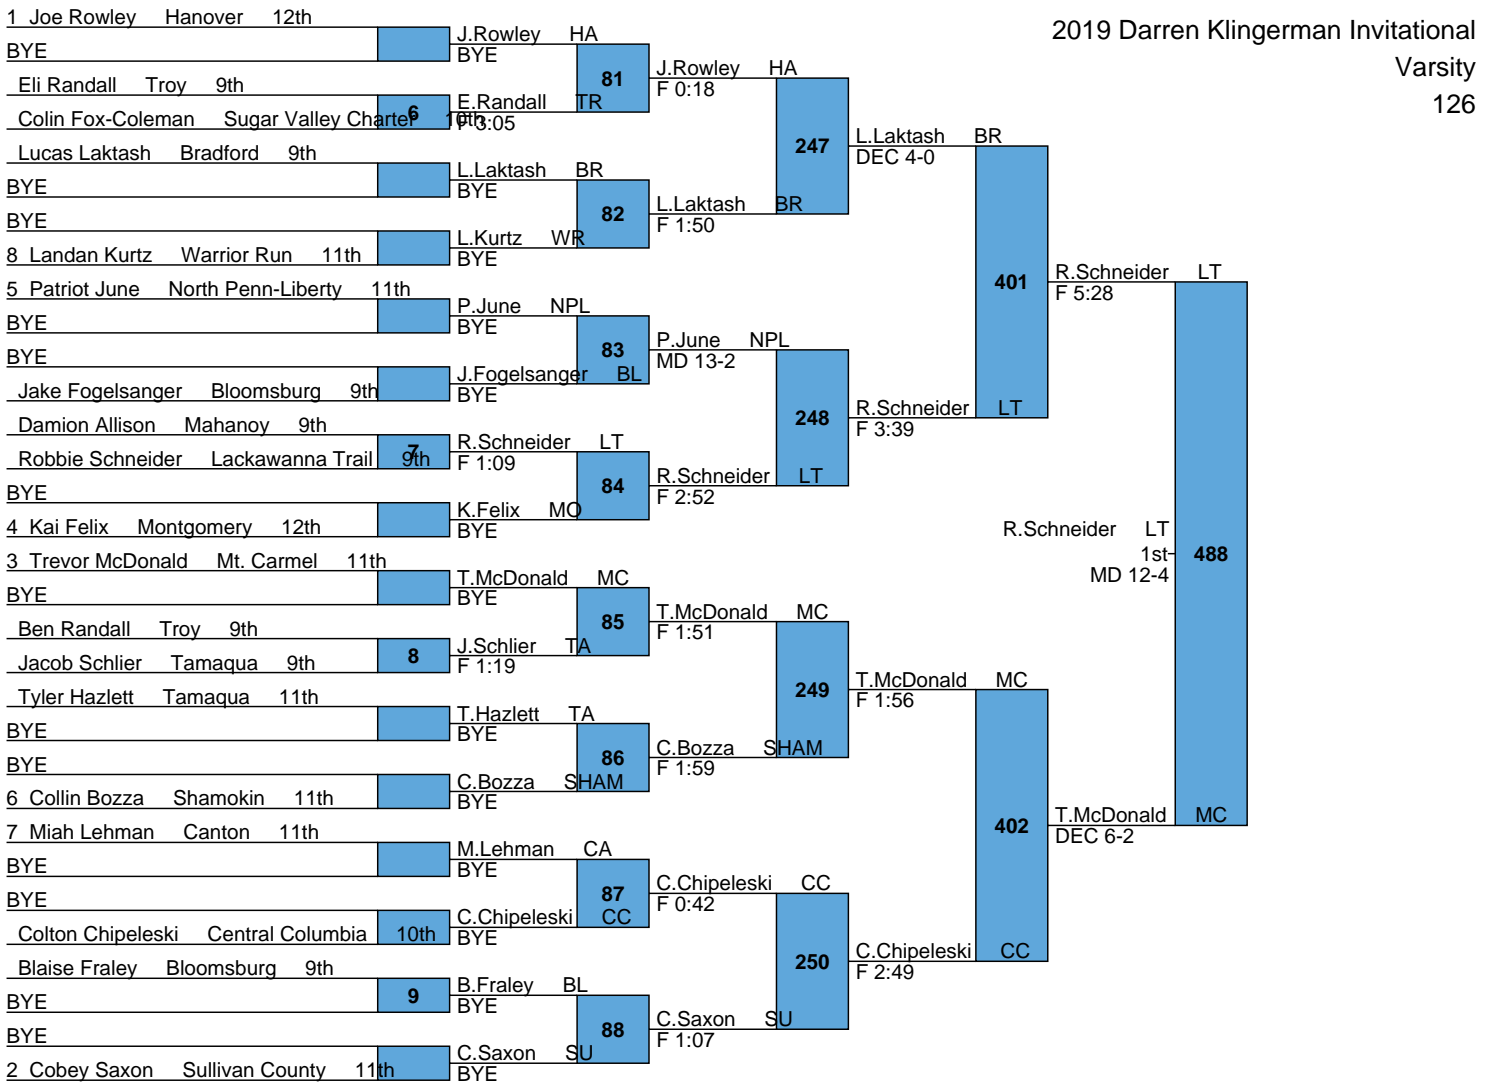 2019 Darren Klingerman Invitational
Varsity
126
1 Joe Rowley Hanover 12th
BYE
Eli Randall Troy 9th
Colin Fox-Coleman Sugar Valley Charter 10th
Lucas Laktash Bradford 9th
BYE
BYE
8 Landan Kurtz Warrior Run 11th
5 Patriot June North Penn-Liberty 11th
BYE
BYE
Jake Fogelsanger Bloomsburg 9th
Damion Allison Mahanoy 9th
Robbie Schneider Lackawanna Trail 9th
BYE
4 Kai Felix Montgomery 12th
3 Trevor McDonald Mt. Carmel 11th
BYE
Ben Randall Troy 9th
Jacob Schlier Tamaqua 9th
Tyler Hazlett Tamaqua 11th
BYE
BYE
6 Collin Bozza Shamokin 11th
7 Miah Lehman Canton 11th
BYE
BYE
Colton Chipeleski Central Columbia 10th
Blaise Fraley Bloomsburg 9th
BYE
BYE
2 Cobey Saxon Sullivan County 11th
6
7
8
9
J.Rowley HA
BYE
E.Randall TR
F 3:05
L.Laktash BR
BYE
L.Kurtz WR
BYE
P.June NPL
BYE
J.Fogelsanger BL
BYE
R.Schneider LT
F 1:09
K.Felix MO
BYE
T.McDonald MC
BYE
J.Schlier TA
F 1:19
T.Hazlett TA
BYE
C.Bozza SHAM
BYE
M.Lehman CA
BYE
C.Chipeleski CC
BYE
B.Fraley BL
BYE
C.Saxon SU
BYE
81
82
83
84
85
86
87
88
J.Rowley HA
F 0:18
L.Laktash BR
F 1:50
P.June NPL
MD 13-2
R.Schneider LT
F 2:52
T.McDonald MC
F 1:51
C.Bozza SHAM
F 1:59
C.Chipeleski CC
F 0:42
C.Saxon SU
F 1:07
247
248
249
250
L.Laktash BR
DEC 4-0
R.Schneider LT
F 3:39
T.McDonald MC
F 1:56
C.Chipeleski CC
F 2:49
401
402
R.Schneider LT
F 5:28
T.McDonald MC
DEC 6-2
488
R.Schneider LT
1st
MD 12-4